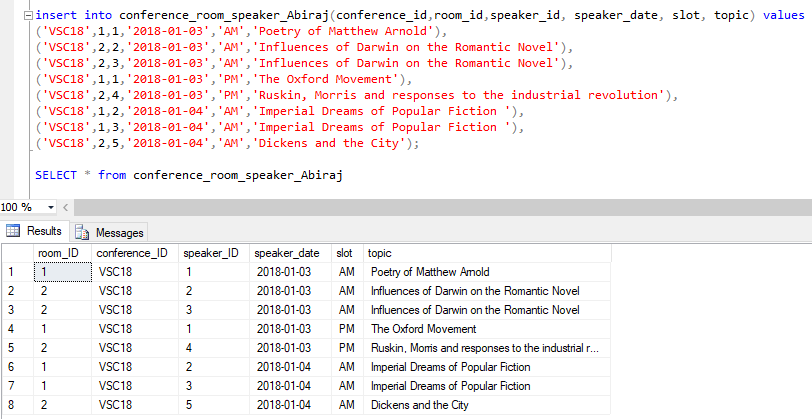 insert into conference_room_speaker_Abiraj(conference_id,room_id,speaker_id, speaker_date, slot, topic) values
('VSC18',1,1,'2018-01-03','AM','Poetry of Matthew Arnold'),
('VSC18',2,2,'2018-01-03','AM','Influences of Darwin on the Romantic Novel'),
('VSC18',2,3,'2018-01-03','AM','Influences of Darwin on the Romantic Novel'),
('VSC18',1,1,'2018-01-03','PM','The Oxford Movement'),
('VSC18',2,4,'2018-01-03','PM','Ruskin, Morris and responses to the industrial revolution'),
('VSC18',1,2,'2018-01-04','AM','Imperial Dreams of Popular Fiction '),
('VSC18',1,3,'2018-01-04','AM','Imperial Dreams of Popular Fiction '),
('VSC18',2,5,'2018-01-04','AM','Dickens and the City');
SELECT * from conference_room_speaker_Abiraj
100 %
Results Messages
room_ID conference_ID speaker_ID speaker_date slot topic
1 1 VSC18 1 2018-01-03 AM Poetry of Matthew Arnold
2 2 VSC18 2 2018-01-03 AM Influences of Darwin on the Romantic Novel
3 2 VSC18 3 2018-01-03 AM Influences of Darwin on the Romantic Novel
4 1 VSC18 1 2018-01-03 PM The Oxford Movement
5 2 VSC18 4 2018-01-03 PM Ruskin, Morris and responses to the industrial r...
6 1 VSC18 2 2018-01-04 AM Imperial Dreams of Popular Fiction
7 1 VSC18 3 2018-01-04 AM Imperial Dreams of Popular Fiction
8 2 VSC18 5 2018-01-04 AM Dickens and the City